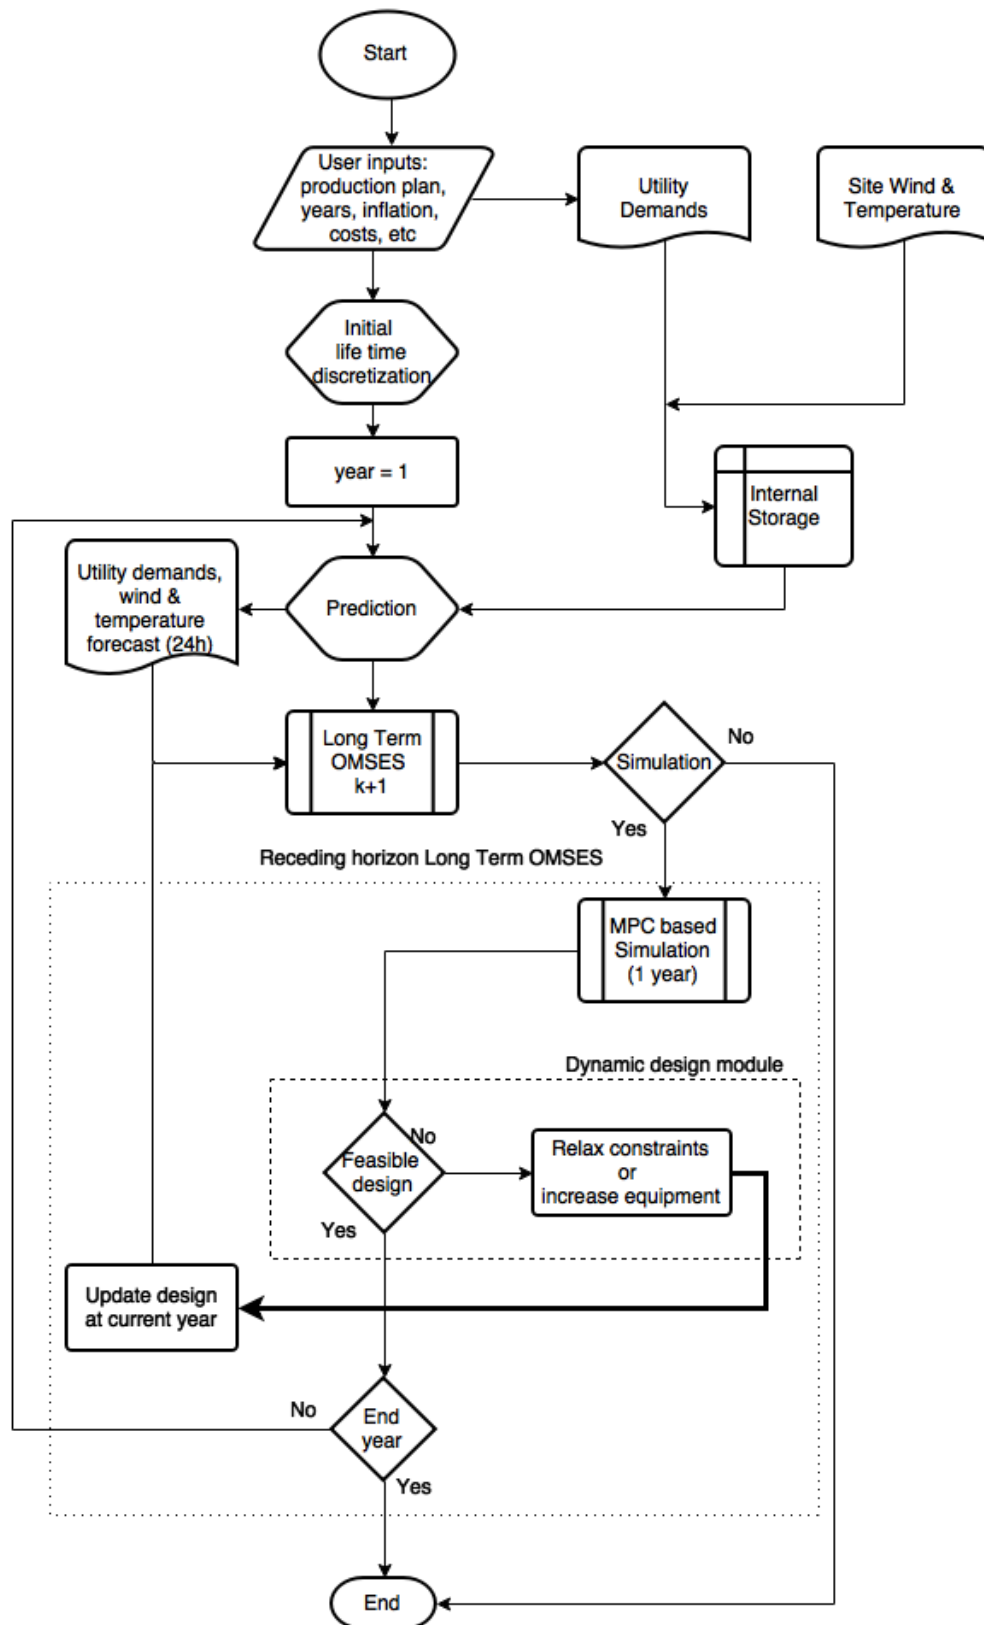 Start
User inputs:
production plan,
years, inflation,
costs, etc
Utility
Demands
Site Wind &
Temperature
Initial
life time
discretization
year = 1
Internal
Storage
Utility demands,
wind &
temperature
forecast (24h)
Prediction
Long Term
OMSES
k+1
Simulation
No
Yes
Receding horizon Long Term OMSES
MPC based
Simulation
(1 year)
Dynamic design module
No
Feasible
design
Relax constraints
or
increase equipment
Yes
Update design
at current year
No
End
year
Yes
End